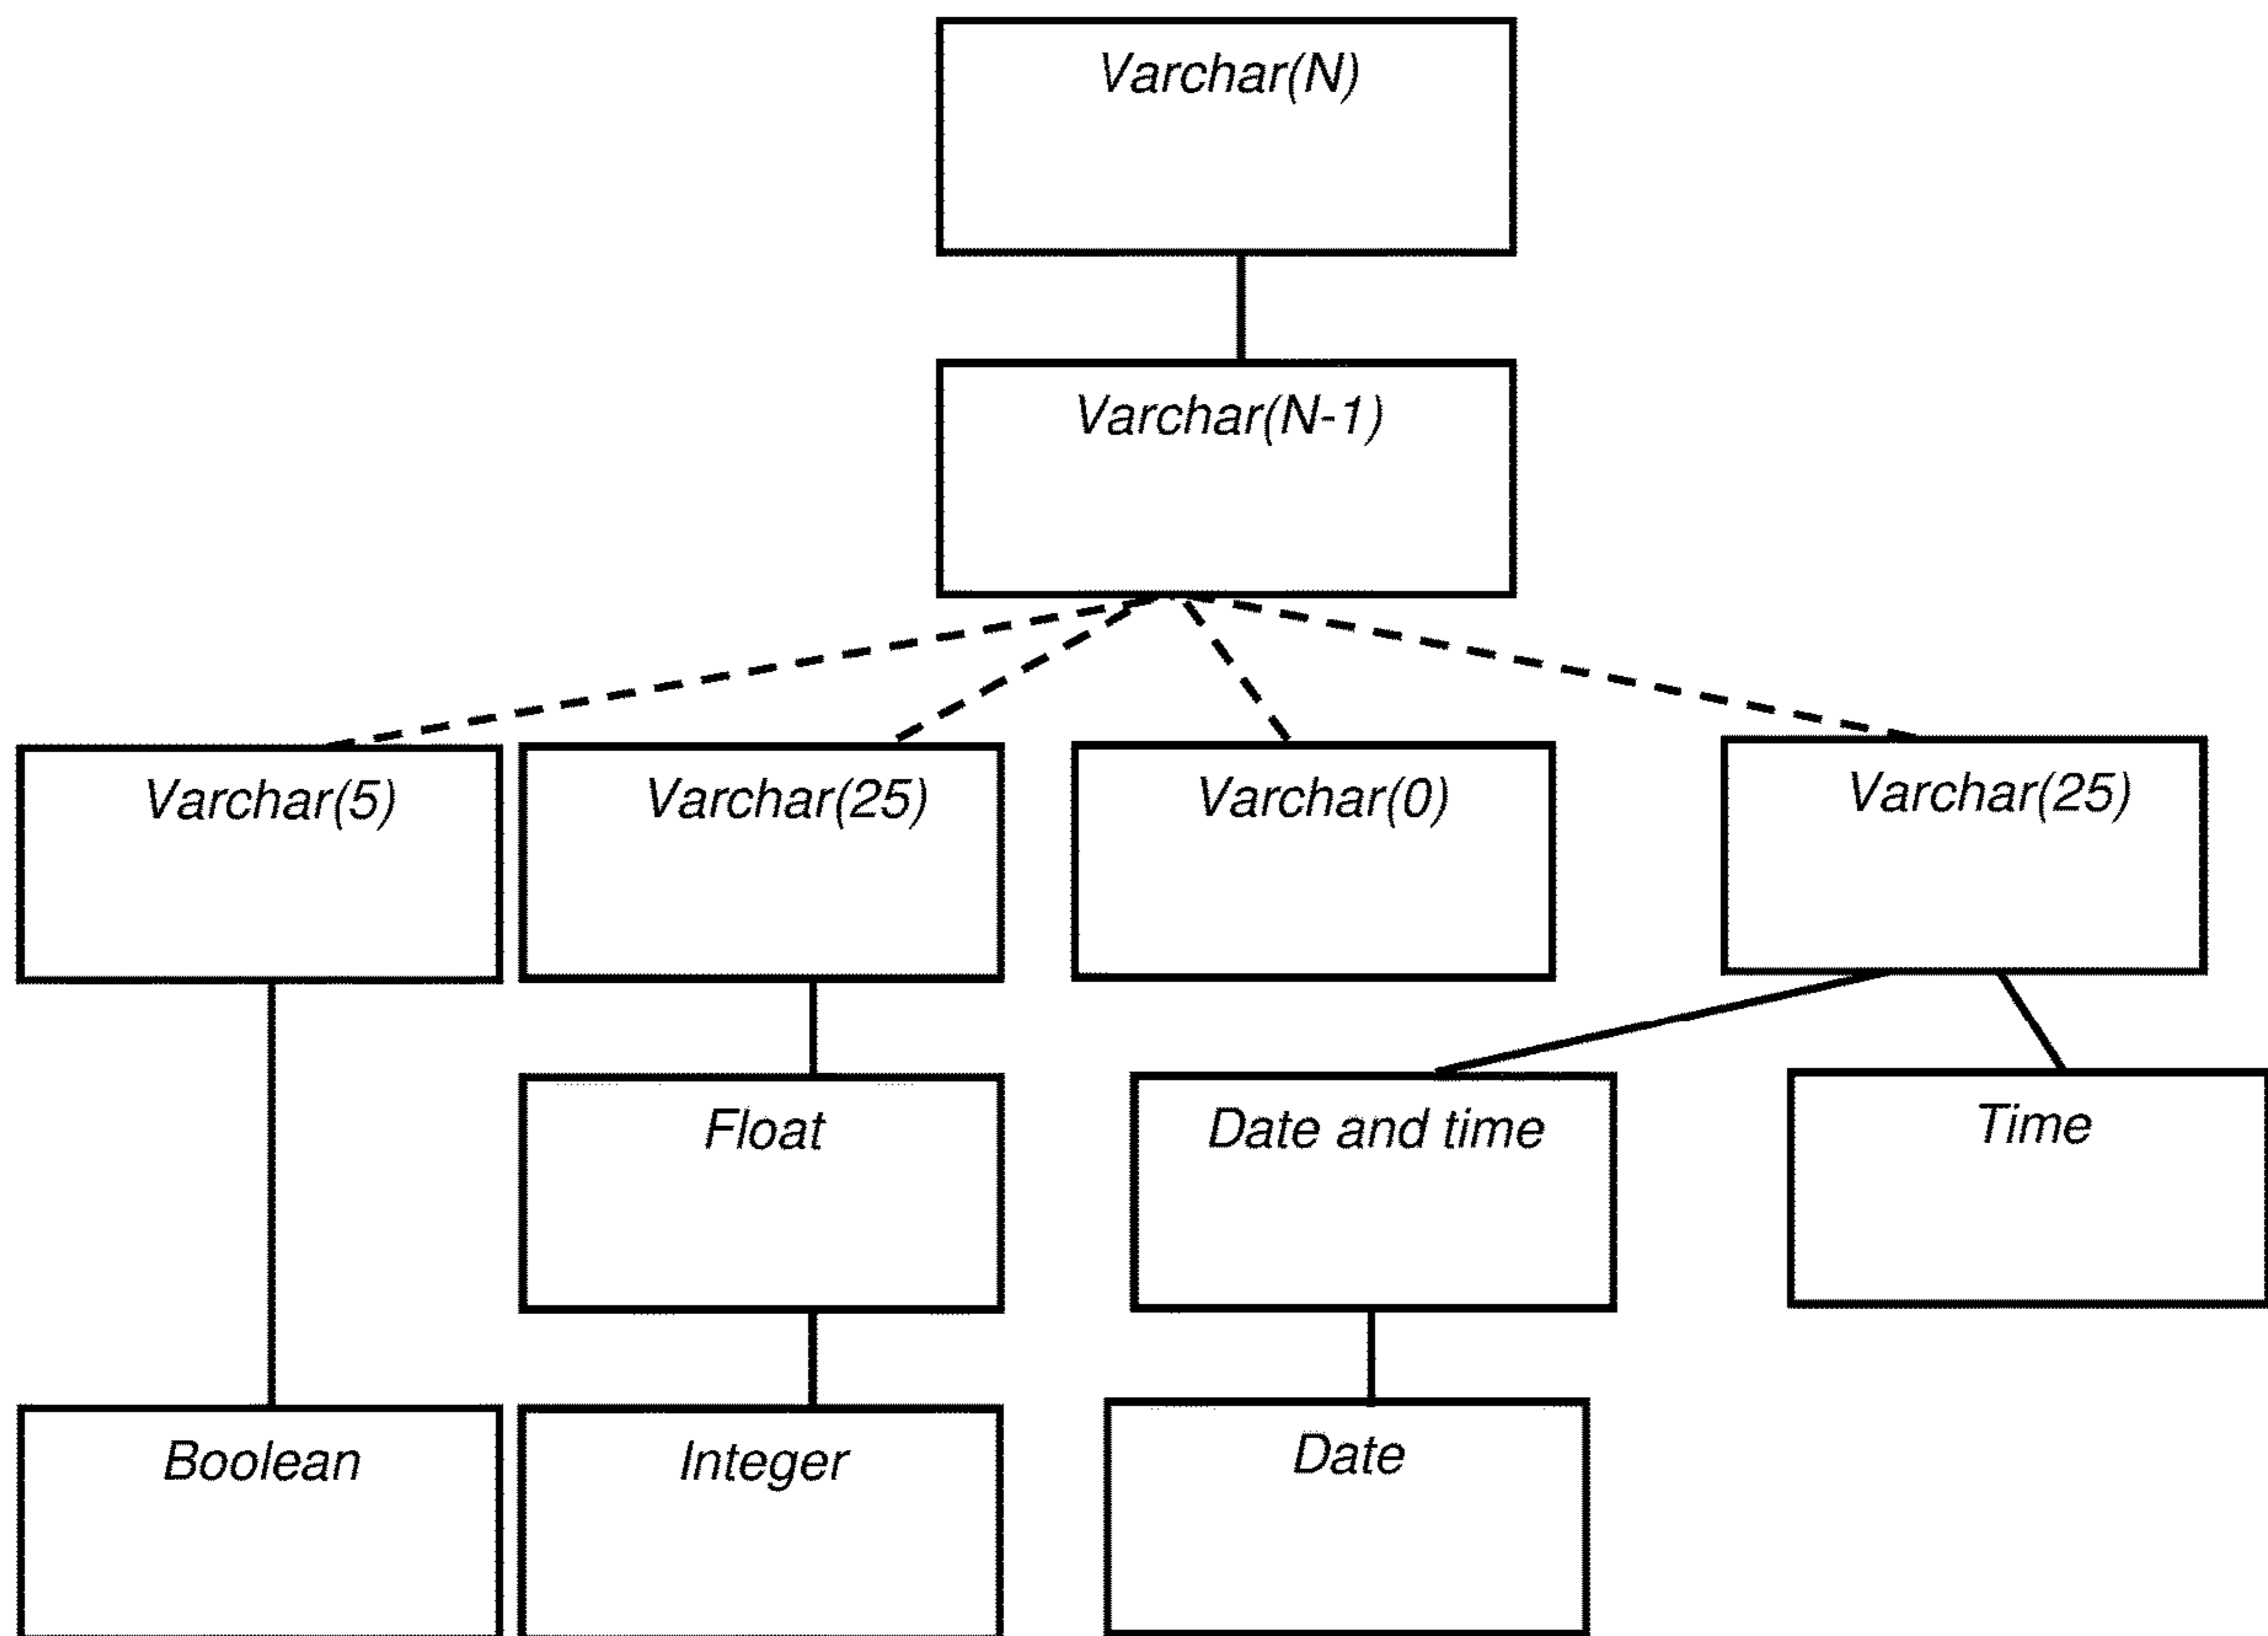 Varchar(N)
Varchar(N-1)
Varchar(5)
Varchar(25)
Varchar(0)
Varchar(25)
Float
Date and time
Time
Boolean
Integer
Date